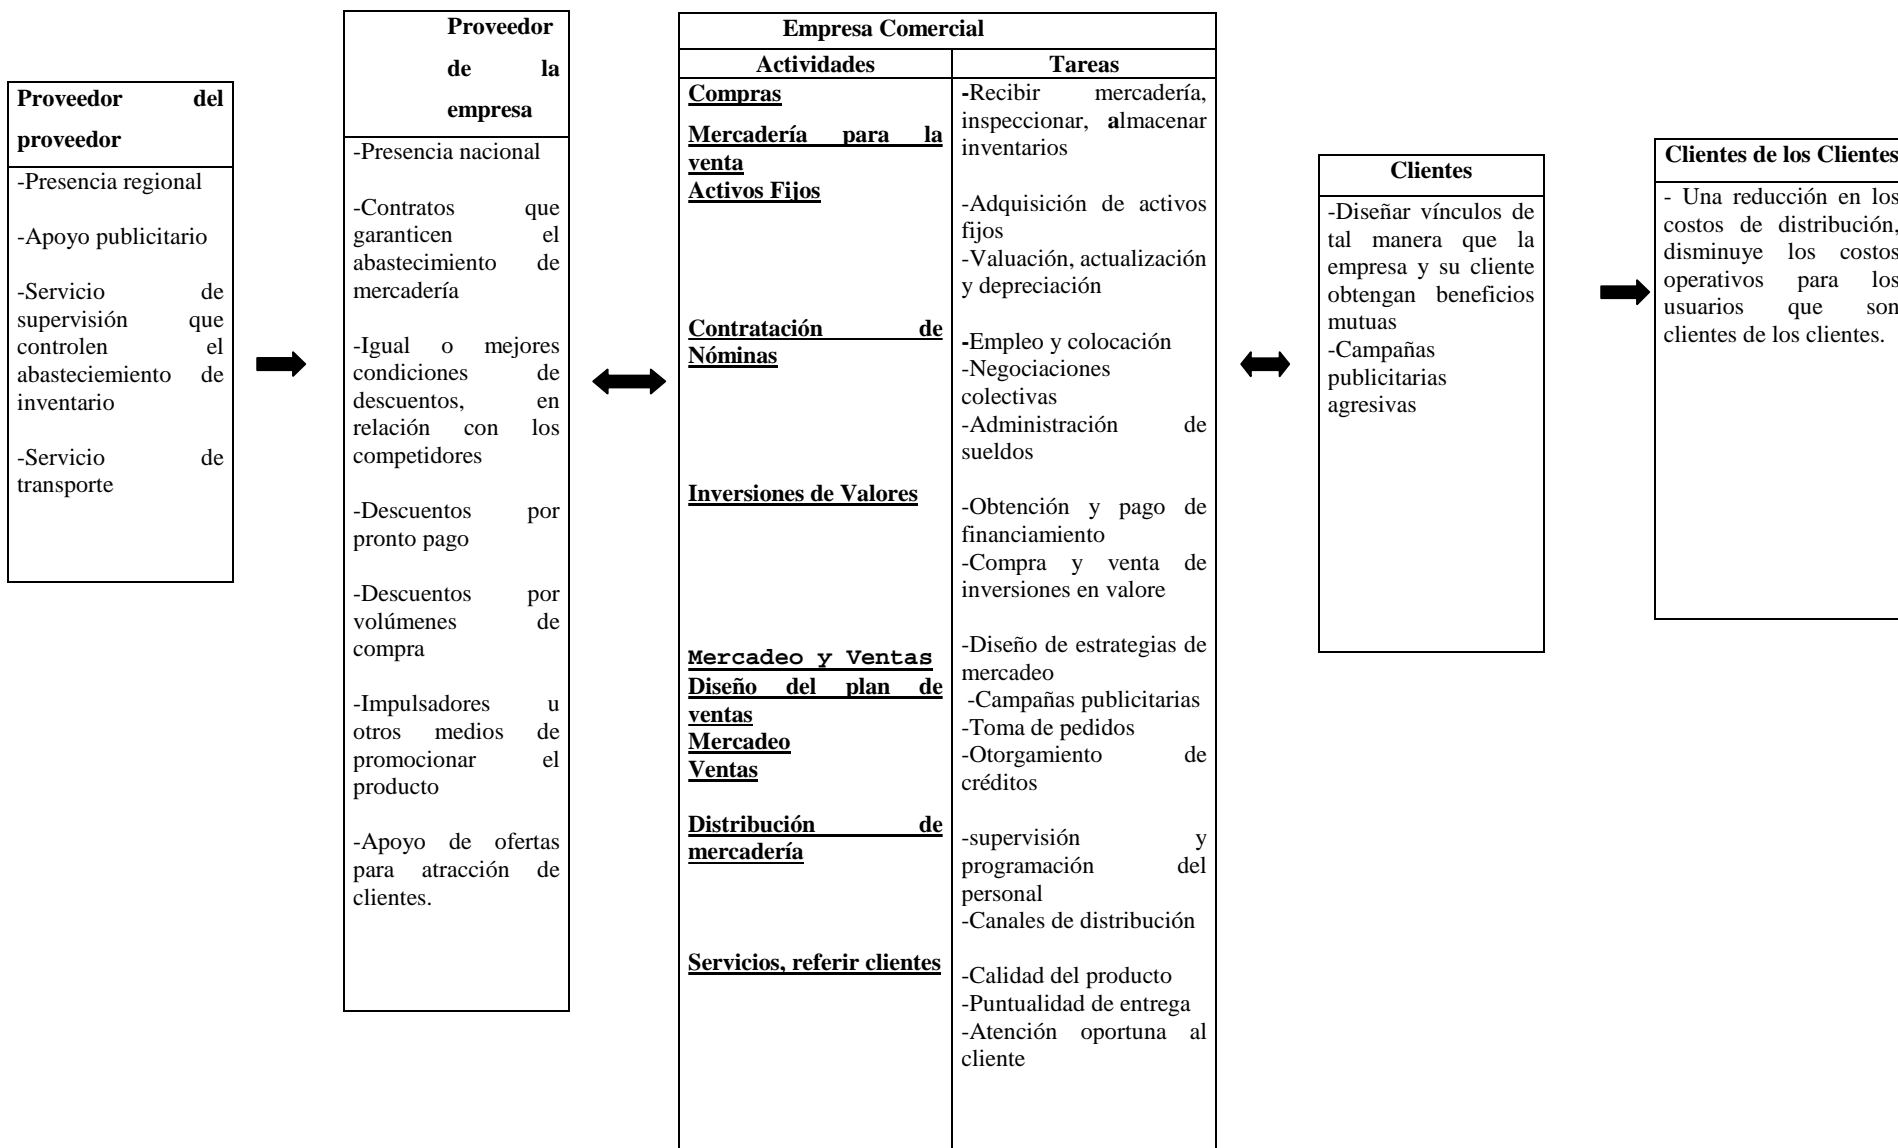 Proveedor del
proveedor
-Presencia regional
-Apoyo publicitario
-Servicio de
supervisión que
controlen el
abasteciemiento de
inventario
-Servicio de
transporte
Proveedor
de la
empresa
-Presencia nacional
-Contratos que
garanticen el
abastecimiento de
mercadería
-Igual o mejores
condiciones de
descuentos, en
relación con los
competidores
-Descuentos por
pronto pago
-Descuentos por
volúmenes de
compra
-Impulsadores u
otros medios de
promocionar el
producto
-Apoyo de ofertas
para atracción de
clientes.
Empresa Comercial
Actividades
Compras
Mercadería para la
venta
Activos Fijos
Contratación de
Nóminas
Inversiones de Valores
Mercadeo y Ventas
Diseño del plan de
ventas
Mercadeo
Ventas
Distribución de
mercadería
Servicios, referir clientes
Tareas
-Recibir mercadería,
inspeccionar, almacenar
inventarios
-Adquisición de activos
fijos
-Valuación, actualización
y depreciación
-Empleo y colocación
-Negociaciones
colectivas
-Administración de
sueldos
-Obtención y pago de
financiamiento
-Compra y venta de
inversiones en valore
-Diseño de estrategias de
mercadeo
-Campañas publicitarias
-Toma de pedidos
-Otorgamiento de
créditos
-supervisión y
programación del
personal
-Canales de distribución
-Calidad del producto
-Puntualidad de entrega
-Atención oportuna al
cliente
Clientes
-Diseñar vínculos de
tal manera que la
empresa y su cliente
obtengan beneficios
mutuas
-Campañas
publicitarias
agresivas
Clientes de los Clientes
- Una reducción en los
costos de distribución,
disminuye los costos
operativos para los
usuarios que son
clientes de los clientes.